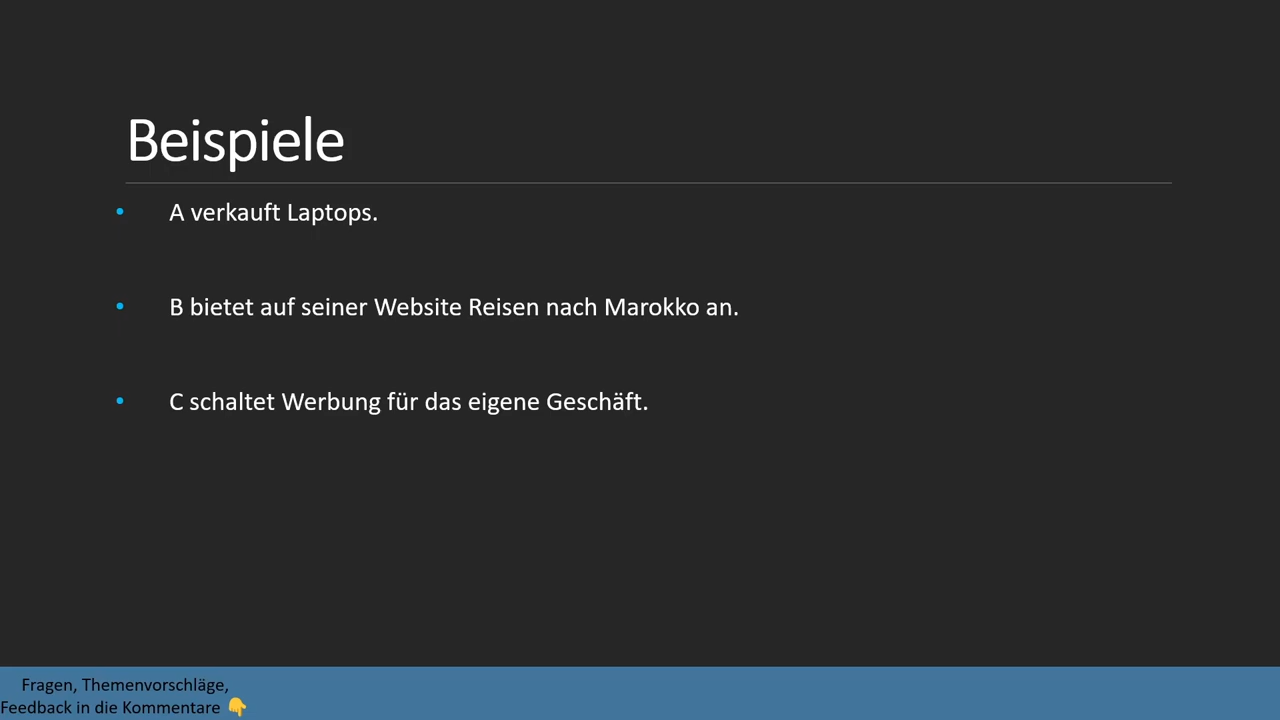 Beispiele
• A verkauft Laptops.
• B bietet auf seiner Website Reisen nach Marokko an.
• C schaltet Werbung für das eigene Geschäft.
Fragen, Themenvorschläge,
Feedback in die Kommentare 👇